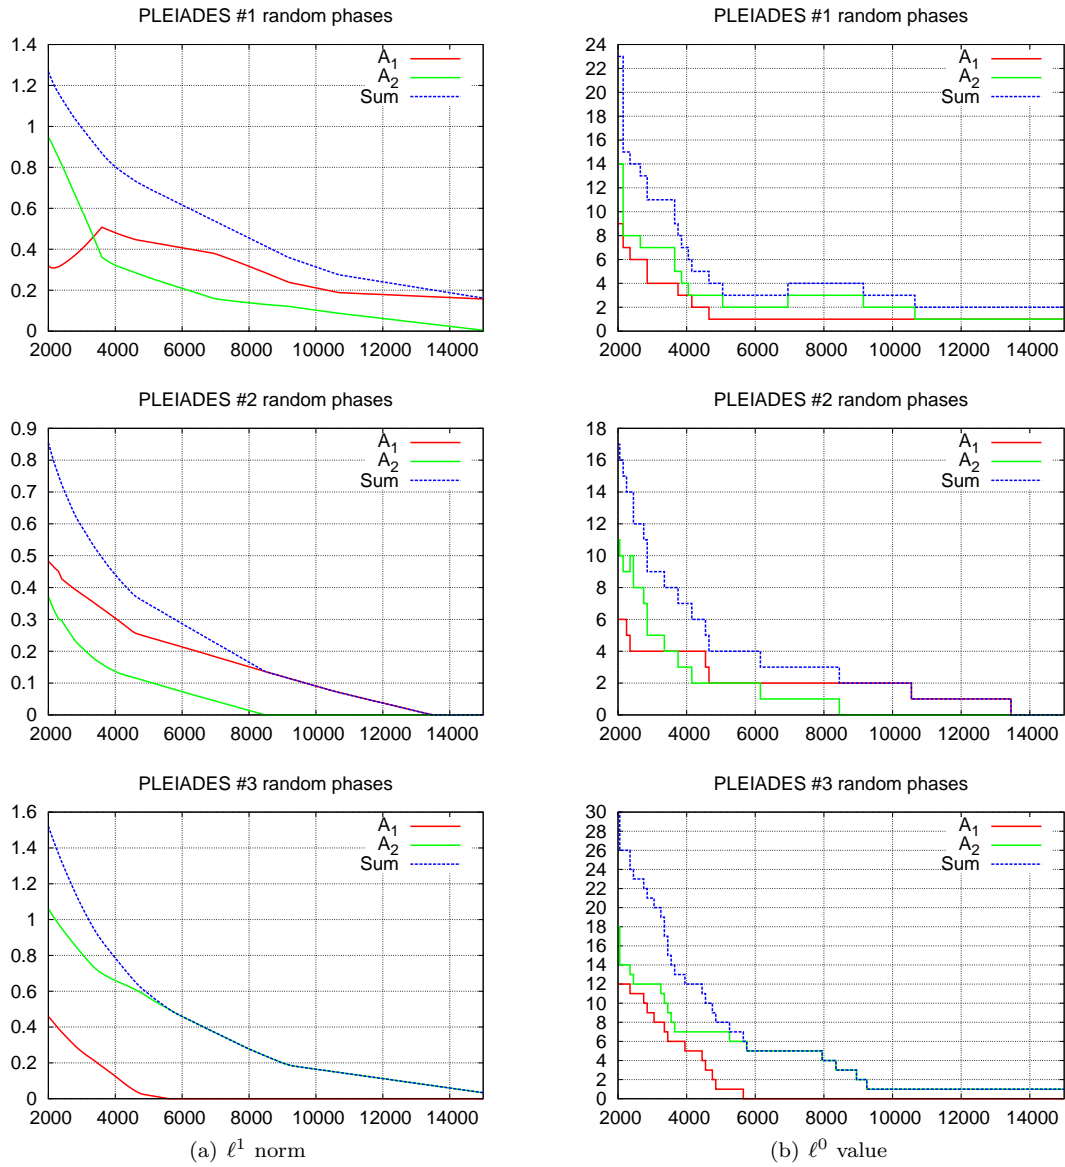 PLEIADES #1 random phases
1.4
1.2
1
0.8
0.6
0.4
0.2
0
2000 4000 6000 8000 10000 12000 14000
A1
A2
Sum
PLEIADES #1 random phases
24
22
20
18
16
14
12
10
8
6
4
2
0
2000 4000 6000 8000 10000 12000 14000
A1
A2
Sum
PLEIADES #2 random phases
0.9
0.8
0.7
0.6
0.5
0.4
0.3
0.2
0.1
0
2000 4000 6000 8000 10000 12000 14000
A1
A2
Sum
PLEIADES #2 random phases
18
16
14
12
10
8
6
4
2
0
2000 4000 6000 8000 10000 12000 14000
A1
A2
Sum
PLEIADES #3 random phases
1.6
1.4
1.2
1
0.8
0.6
0.4
0.2
0
2000 4000 6000 8000 10000 12000 14000
A1
A2
Sum
PLEIADES #3 random phases
30
28
26
24
22
20
18
16
14
12
10
8
6
4
2
0
2000 4000 6000 8000 10000 12000 14000
A1
A2
Sum
(a) ℓ¹ norm
(b) ℓ⁰ value